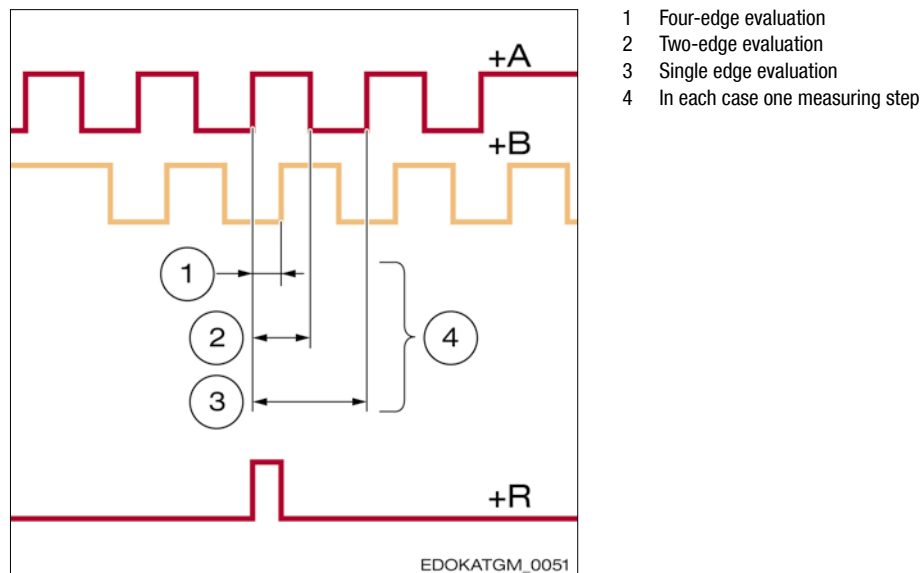 +A
+B
1
2
3
4
+R
EDOKATGM_0051
1 Four-edge evaluation
2 Two-edge evaluation
3 Single edge evaluation
4 In each case one measuring step